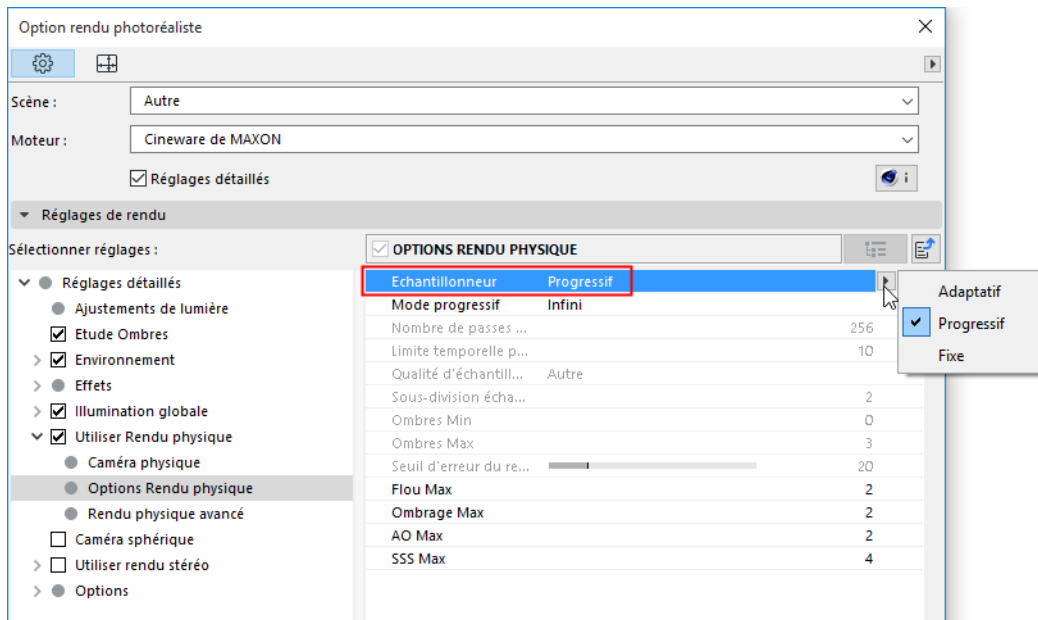 Option rendu photoréaliste
Scène : Autre
Moteur : Cineware de MAXON
Réglages détaillés
i
Réglages de rendu
Sélectionner réglages :
OPTIONS RENDU PHYSIQUE
Réglages détaillés
Ajustements de lumière
Etude Ombres
Environnement
Effets
Illumination globale
Utiliser Rendu physique
Caméra physique
Options Rendu physique
Rendu physique avancé
Caméra sphérique
Utiliser rendu stéréo
Options
Echantillonneur Progressif
Mode progressif Infini
Nombre de passes ... 256
Limite temporelle p... 10
Qualité d'échantill... Autre
Sous-division écha... 2
Ombres Min 0
Ombres Max 3
Seuil d'erreur du re... 20
Flou Max 2
Ombrage Max 2
AO Max 2
SSS Max 4
Adaptatif
Progressif
Fixe